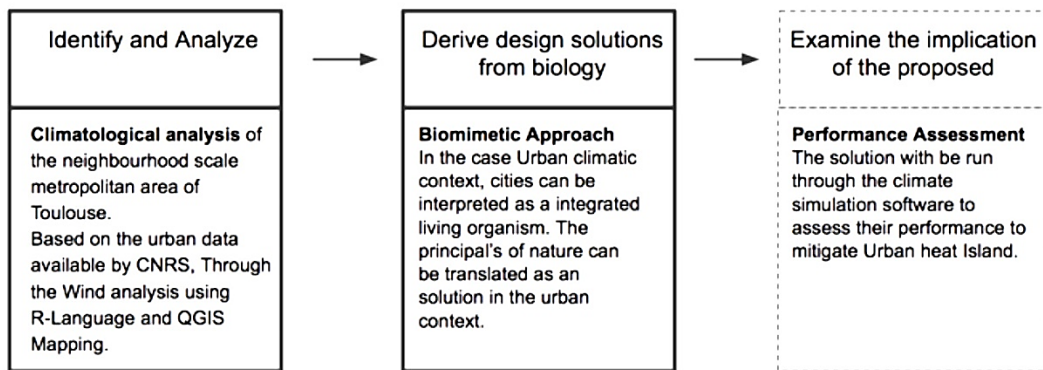 Identify and Analyze
Climatological analysis of
the neighbourhood scale
metropolitan area of
Toulouse.
Based on the urban data
available by CNRS, Through
the Wind analysis using
R-Language and QGIS
Mapping.
Derive design solutions
from biology
Biomimetic Approach
In the case Urban climatic
context, cities can be
interpreted as a integrated
living organism. The
principal's of nature can
be translated as an
solution in the urban
context.
Examine the implication
of the proposed
Performance Assessment
The solution with be run
through the climate
simulation software to
assess their performance to
mitigate Urban heat Island.